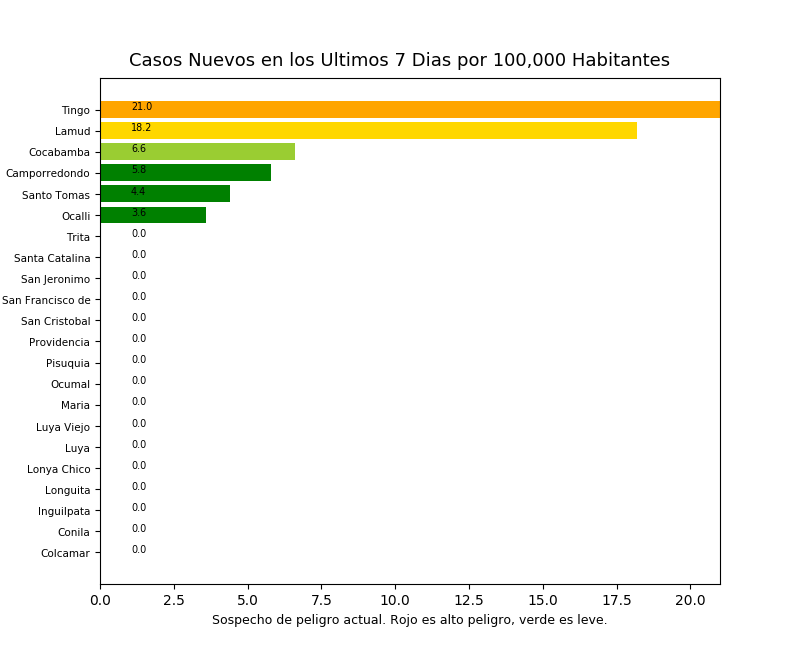 Casos Nuevos en los Ultimos 7 Dias por 100,000 Habitantes
Tingo 21.0
Lamud 18.2
Cocabamba 6.6
Camporredondo 5.8
Santo Tomas 4.4
Ocalli 3.6
Trita 0.0
Santa Catalina 0.0
San Jeronimo 0.0
San Francisco de 0.0
San Cristobal 0.0
Providencia 0.0
Pisuquia 0.0
Ocumal 0.0
Maria 0.0
Luya Viejo 0.0
Luya 0.0
Lonya Chico 0.0
Longuita 0.0
Inguilpata 0.0
Conila 0.0
Colcamar 0.0
0.0 2.5 5.0 7.5 10.0 12.5 15.0 17.5 20.0
Sospecho de peligro actual. Rojo es alto peligro, verde es leve.